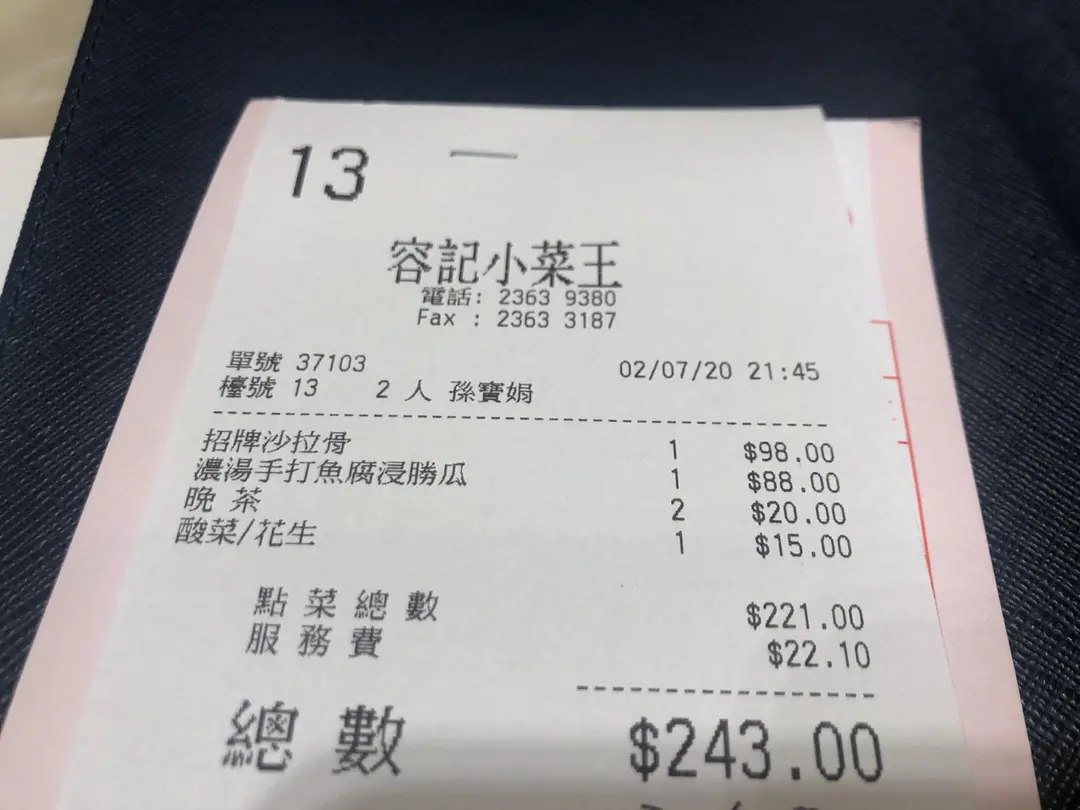 13 一
容記小菜王
電話: 2363 9380
Fax : 2363 3187
單號 37103 02/07/20 21:45
檯號 13 2 人 孫寶娟
招牌沙拉骨 1 $98.00
濃湯手打魚腐浸勝瓜 1 $88.00
晚 茶 2 $20.00
酸菜/花生 1 $15.00
點 菜 總 數 $221.00
服 務 費 $22.10
總 數 $243.00